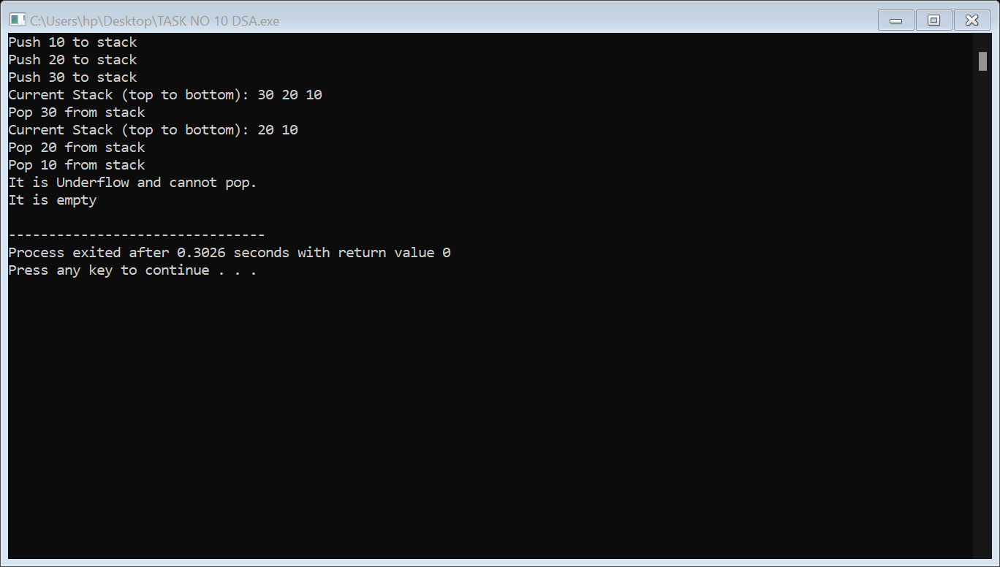 C:\Users\hp\Desktop\TASK NO 10 DSA.exe
Push 10 to stack
Push 20 to stack
Push 30 to stack
Current Stack (top to bottom): 30 20 10
Pop 30 from stack
Current Stack (top to bottom): 20 10
Pop 20 from stack
Pop 10 from stack
It is Underflow and cannot pop.
It is empty
--------------------------------
Process exited after 0.3026 seconds with return value 0
Press any key to continue . . .